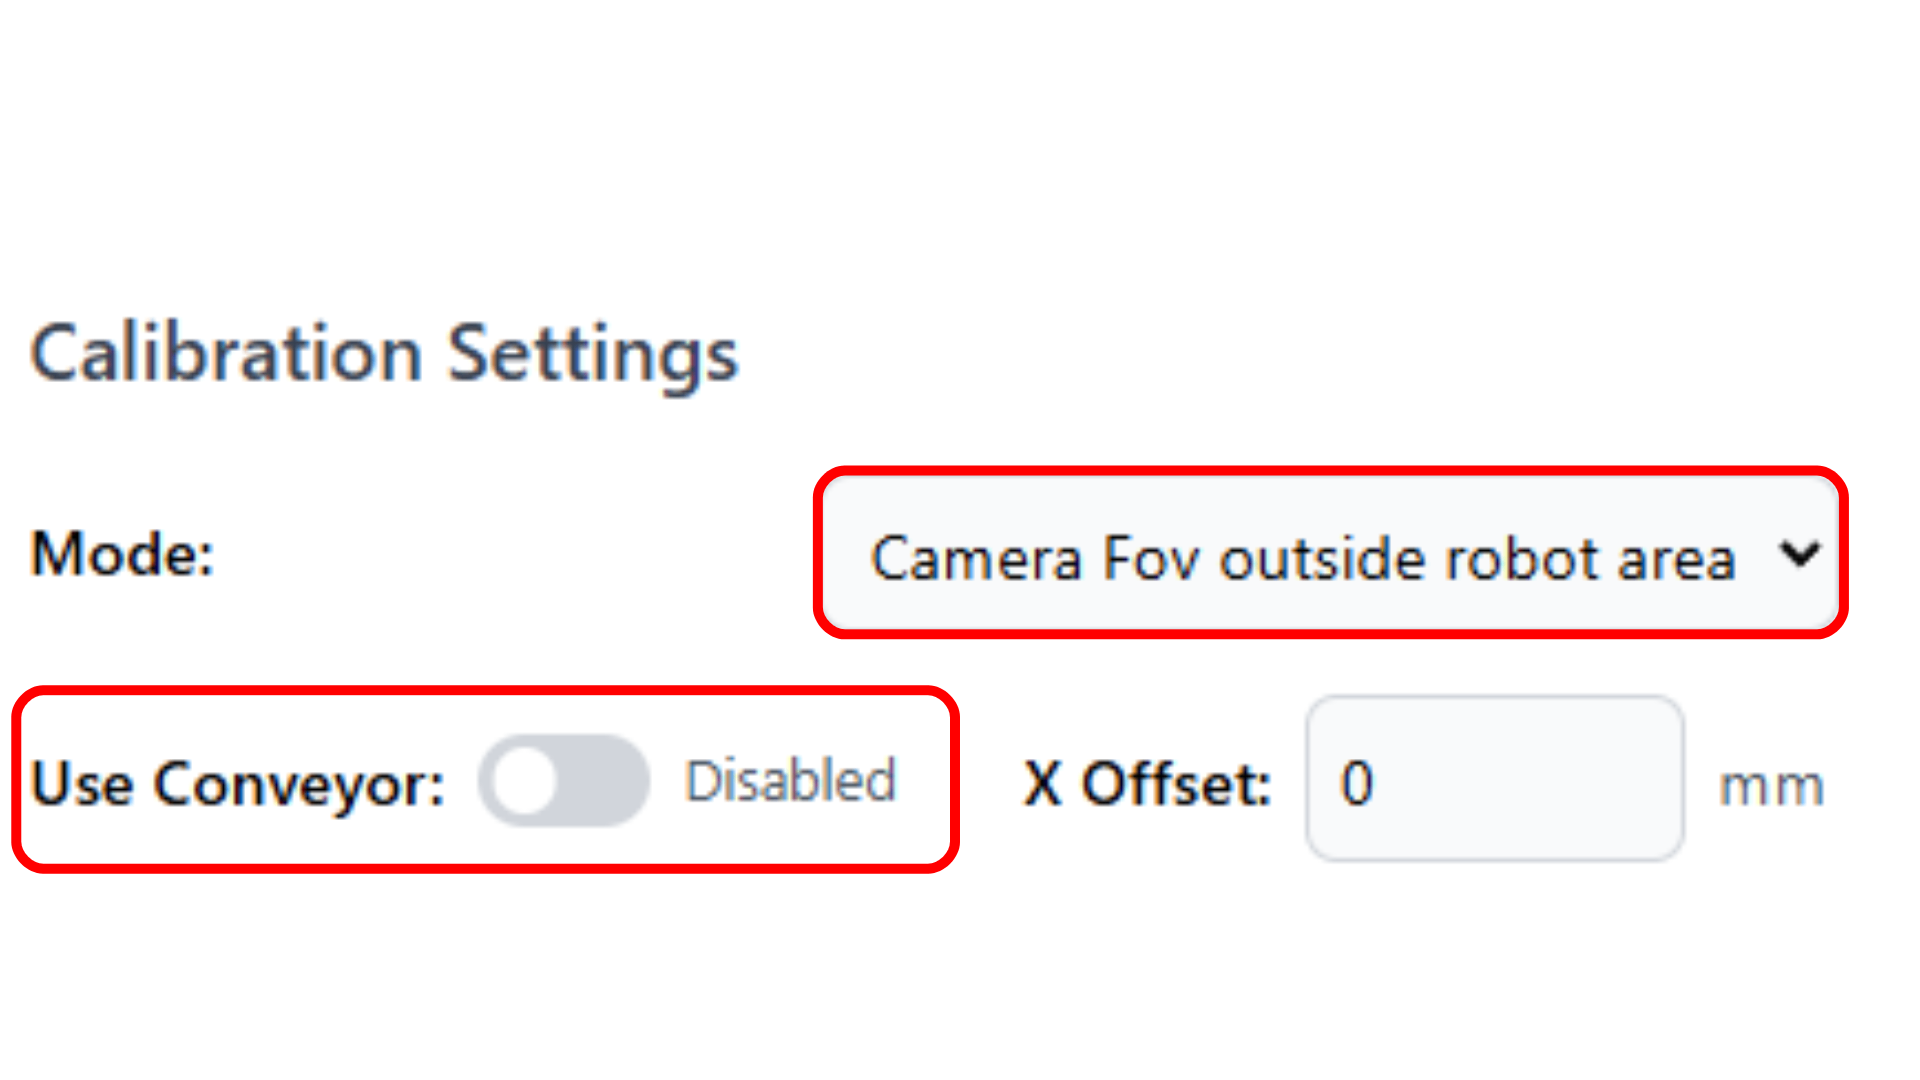 Calibration Settings
Mode:
Camera Fov outside robot area
Use Conveyor: Disabled X Offset: 0 mm